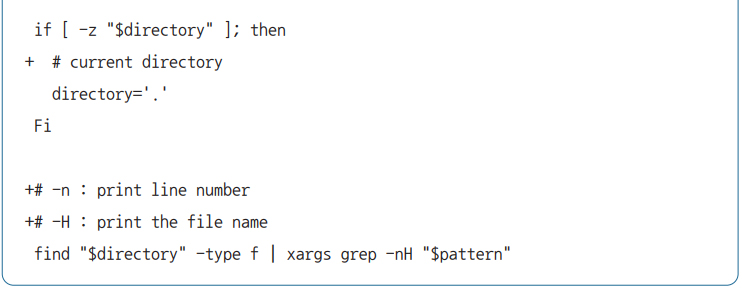 if [ -z "$directory" ]; then
+  # current directory
   directory='.'
 Fi
+# -n : print line number
+# -H : print the file name
 find "$directory" -type f | xargs grep -nH "$pattern"